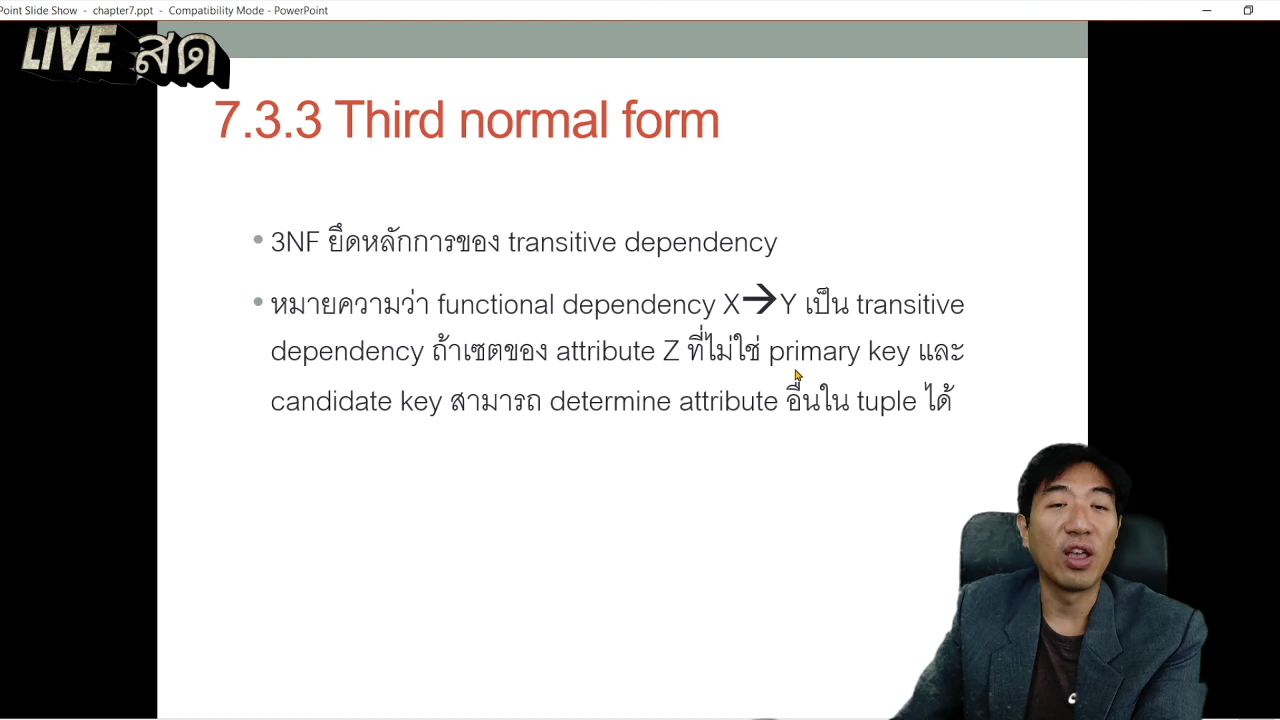 Point Slide Show - chapter7.ppt - Compatibility Mode - PowerPoint
LIVE สด
7.3.3 Third normal form
• 3NF ยึดหลักการของ transitive dependency
• หมายความว่า functional dependency X→Y เป็น transitive
dependency ถ้าเซตของ attribute Z ที่ไม่ใช่ primary key และ
candidate key สามารถ determine attribute อื่นใน tuple ได้